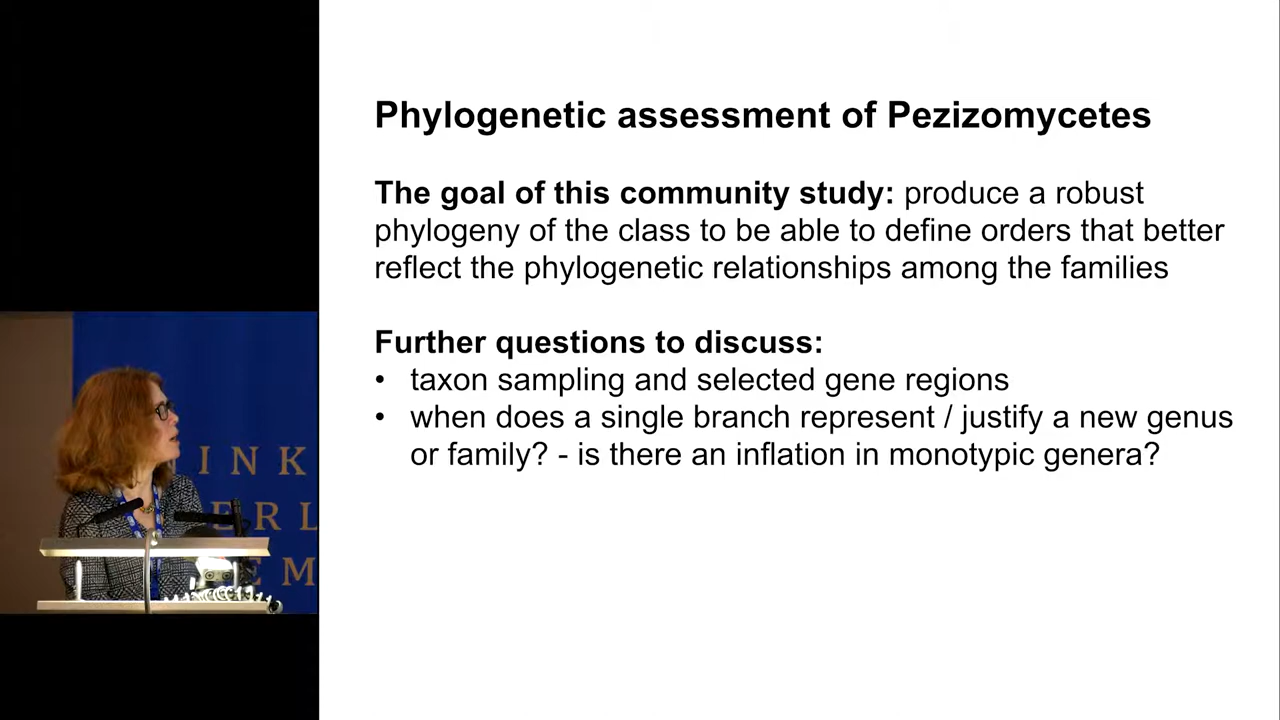 Phylogenetic assessment of Pezizomycetes
The goal of this community study: produce a robust
phylogeny of the class to be able to define orders that better
reflect the phylogenetic relationships among the families
Further questions to discuss:
• taxon sampling and selected gene regions
• when does a single branch represent / justify a new genus
or family? - is there an inflation in monotypic genera?
INK
ERL
EM